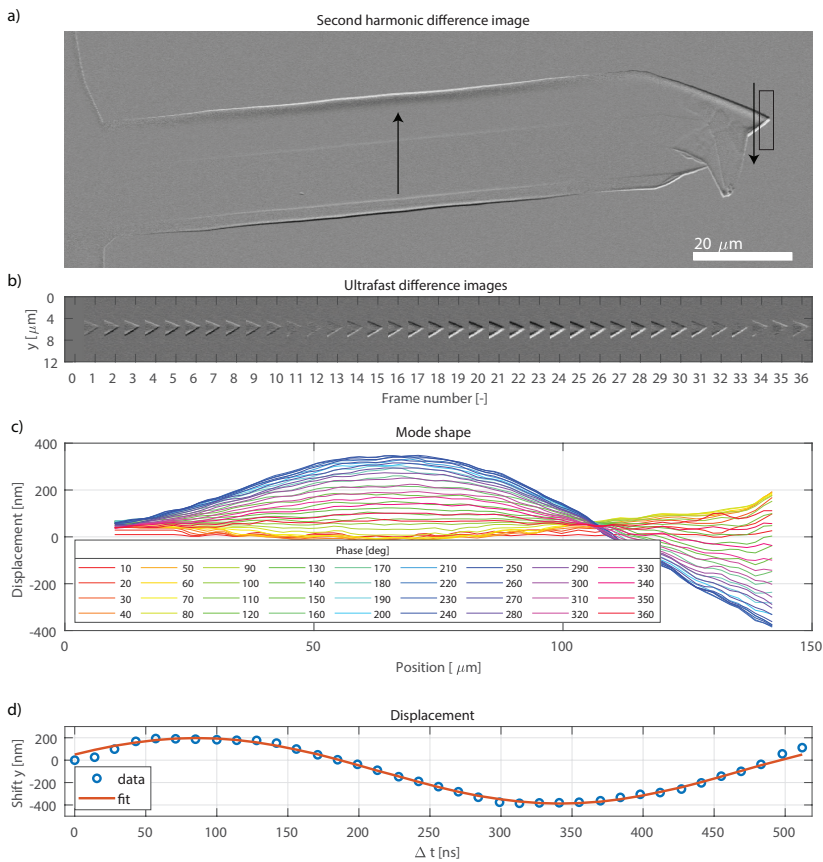 a)
Second harmonic difference image
20 μm
b)
Ultrafast difference images
0
4
8
12
y [μm]
0 1 2 3 4 5 6 7 8 9 10 11 12 13 14 15 16 17 18 19 20 21 22 23 24 25 26 27 28 29 30 31 32 33 34 35 36
Frame number [-]
c)
Mode shape
400
200
0
-200
-400
Displacement [nm]
Phase [deg]
10 50 90 130 170 210 250 290 330
20 60 100 140 180 220 260 300 340
30 70 110 150 190 230 270 310 350
40 80 120 160 200 240 280 320 360
0 50 100 150
Position [ μm]
d)
Displacement
200
0
-200
-400
Shift y [nm]
data
fit
0 50 100 150 200 250 300 350 400 450 500
Δ t [ns]